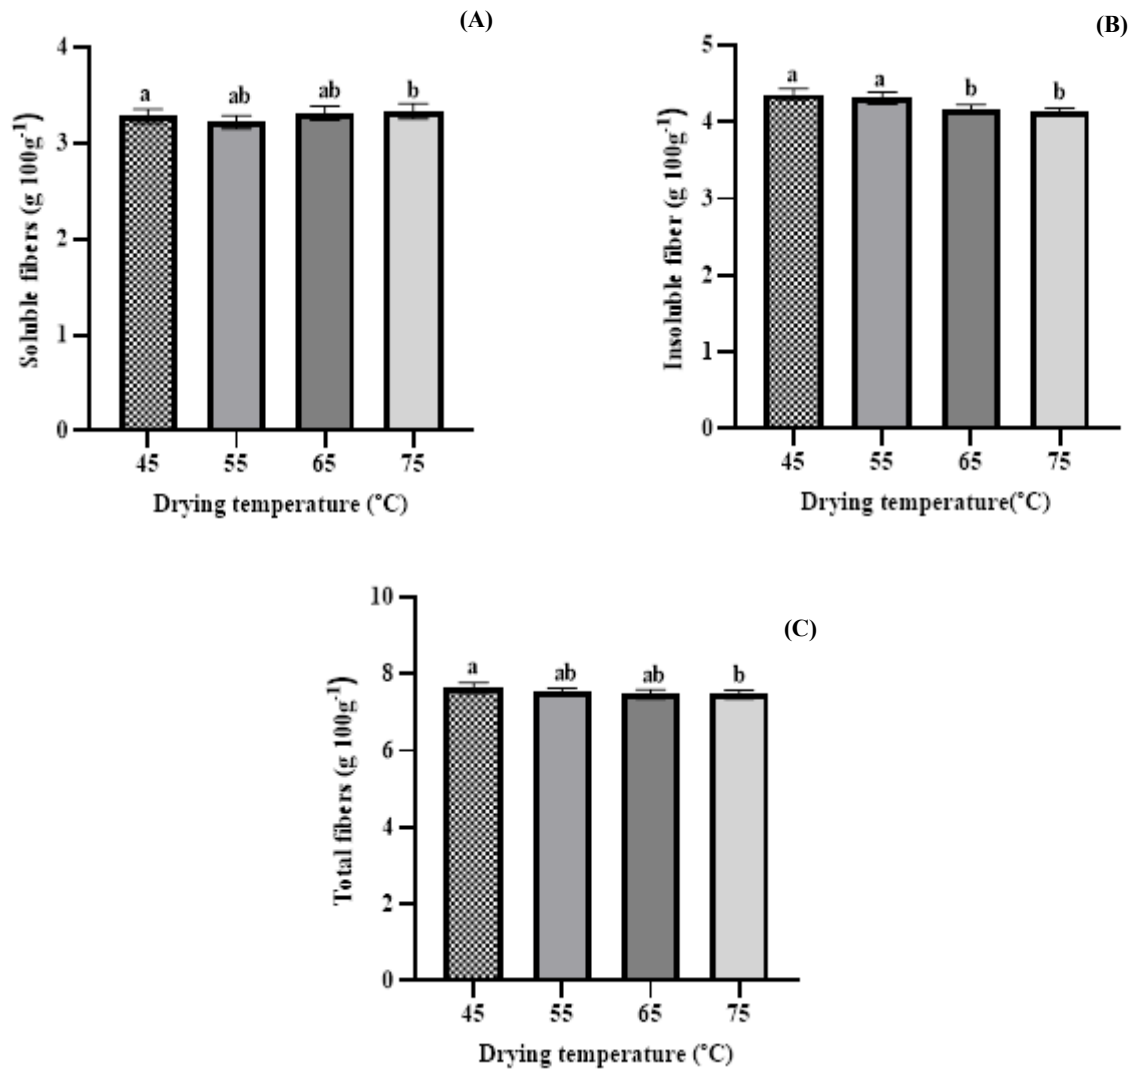 (A)
4
3
2
1
0
Soluble fibers (g 100g⁻¹)
a
ab
ab
b
45 55 65 75
Drying temperature (°C)
(B)
5
4
3
4
1
0
Insoluble fiber (g 100g⁻¹)
a
a
b
b
45 55 65 75
Drying temperature(°C)
(C)
10
8
6
4
2
0
Total fibers (g 100g⁻¹)
a
ab
ab
b
45 55 65 75
Drying temperature (°C)